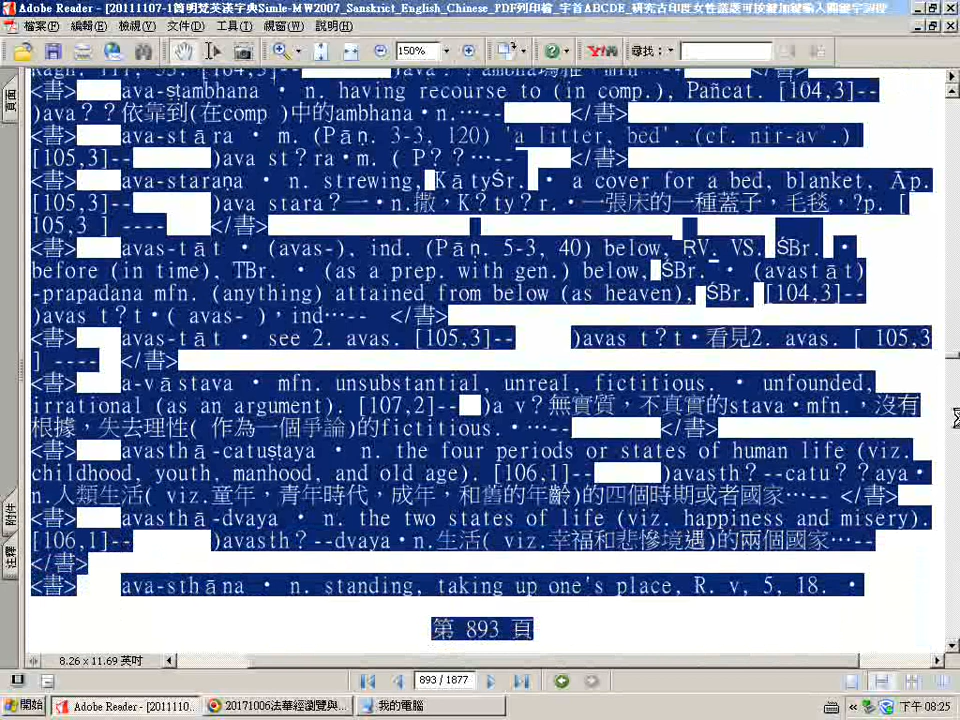 Adobe Reader - [20111107-1簡明梵英漢字典Simle-MW2007_Sanskrit_English_Chinese_PDF列印檔_字首ABCDE_研究古印度女性議題可按
檔案(F) 編輯(E) 檢視(V) 文件(D) 工具(T) 視窗(W) 說明(H)
150% 尋找：
<書> ava-ṣṭambhana • n. having recourse to (in comp.), Pañcat. [104,3]--
)ava？？依靠到(在comp )中的ambhana•n.…-- </書>
<書> ava-stāra • m. (Pāṇ. 3-3, 120) 'a litter, bed'. (cf. nir-av°.)
[105,3]-- )ava st？ra•m. ( P？？…-- </書>
<書> ava-staraṇa • n. strewing, KātyŚr. • a cover for a bed, blanket, Āp.
[105,3]-- )ava stara？一•n.撒，K？ty？r.•一張床的一種蓋子，毛毯，?p. [
105,3 ] ---- </書>
<書> avas-tāt • (avas-), ind. (Pāṇ. 5-3, 40) below, ṚV. VS. ŚBr. •
before (in time), TBr. • (as a prep. with gen.) below, ŚBr. • (avastāt)
-prapadana mfn. (anything) attained from below (as heaven), ŚBr. [104,3]--
)avas t？t•( avas- )，ind…-- </書>
<書> avas-tāt • see 2. avas. [105,3]-- )avas t？t•看見2. avas. [ 105,3
] ---- </書>
<書> a-vāstava • mfn. unsubstantial, unreal, fictitious. • unfounded,
irrational (as an argument). [107,2]-- )a v？無實質，不真實的stava•mfn.，沒有
根據，失去理性( 作為一個爭論)的fictitious.•…-- </書>
<書> avasthā-catuṣṭaya • n. the four periods or states of human life (viz.
childhood, youth, manhood, and old age). [106,1]-- )avasth？--catu？？aya•
n.人類生活( viz.童年，青年時代，成年，和舊的年齡)的四個時期或者國家…-- </書>
<書> avasthā-dvaya • n. the two states of life (viz. happiness and misery).
[106,1]-- )avasth？--dvaya•n.生活( viz.幸福和悲慘境遇)的兩個國家…--
</書>
<書> ava-sthāna • n. standing, taking up one's place, R. v, 5, 18. •
第 893 頁
頁面
附件
注釋
8.26 x 11.69 英吋
893 / 1877
開始 Adobe Reader - [2011110... 20171006法華經瀏覽與... 我的電腦 下午 08:25